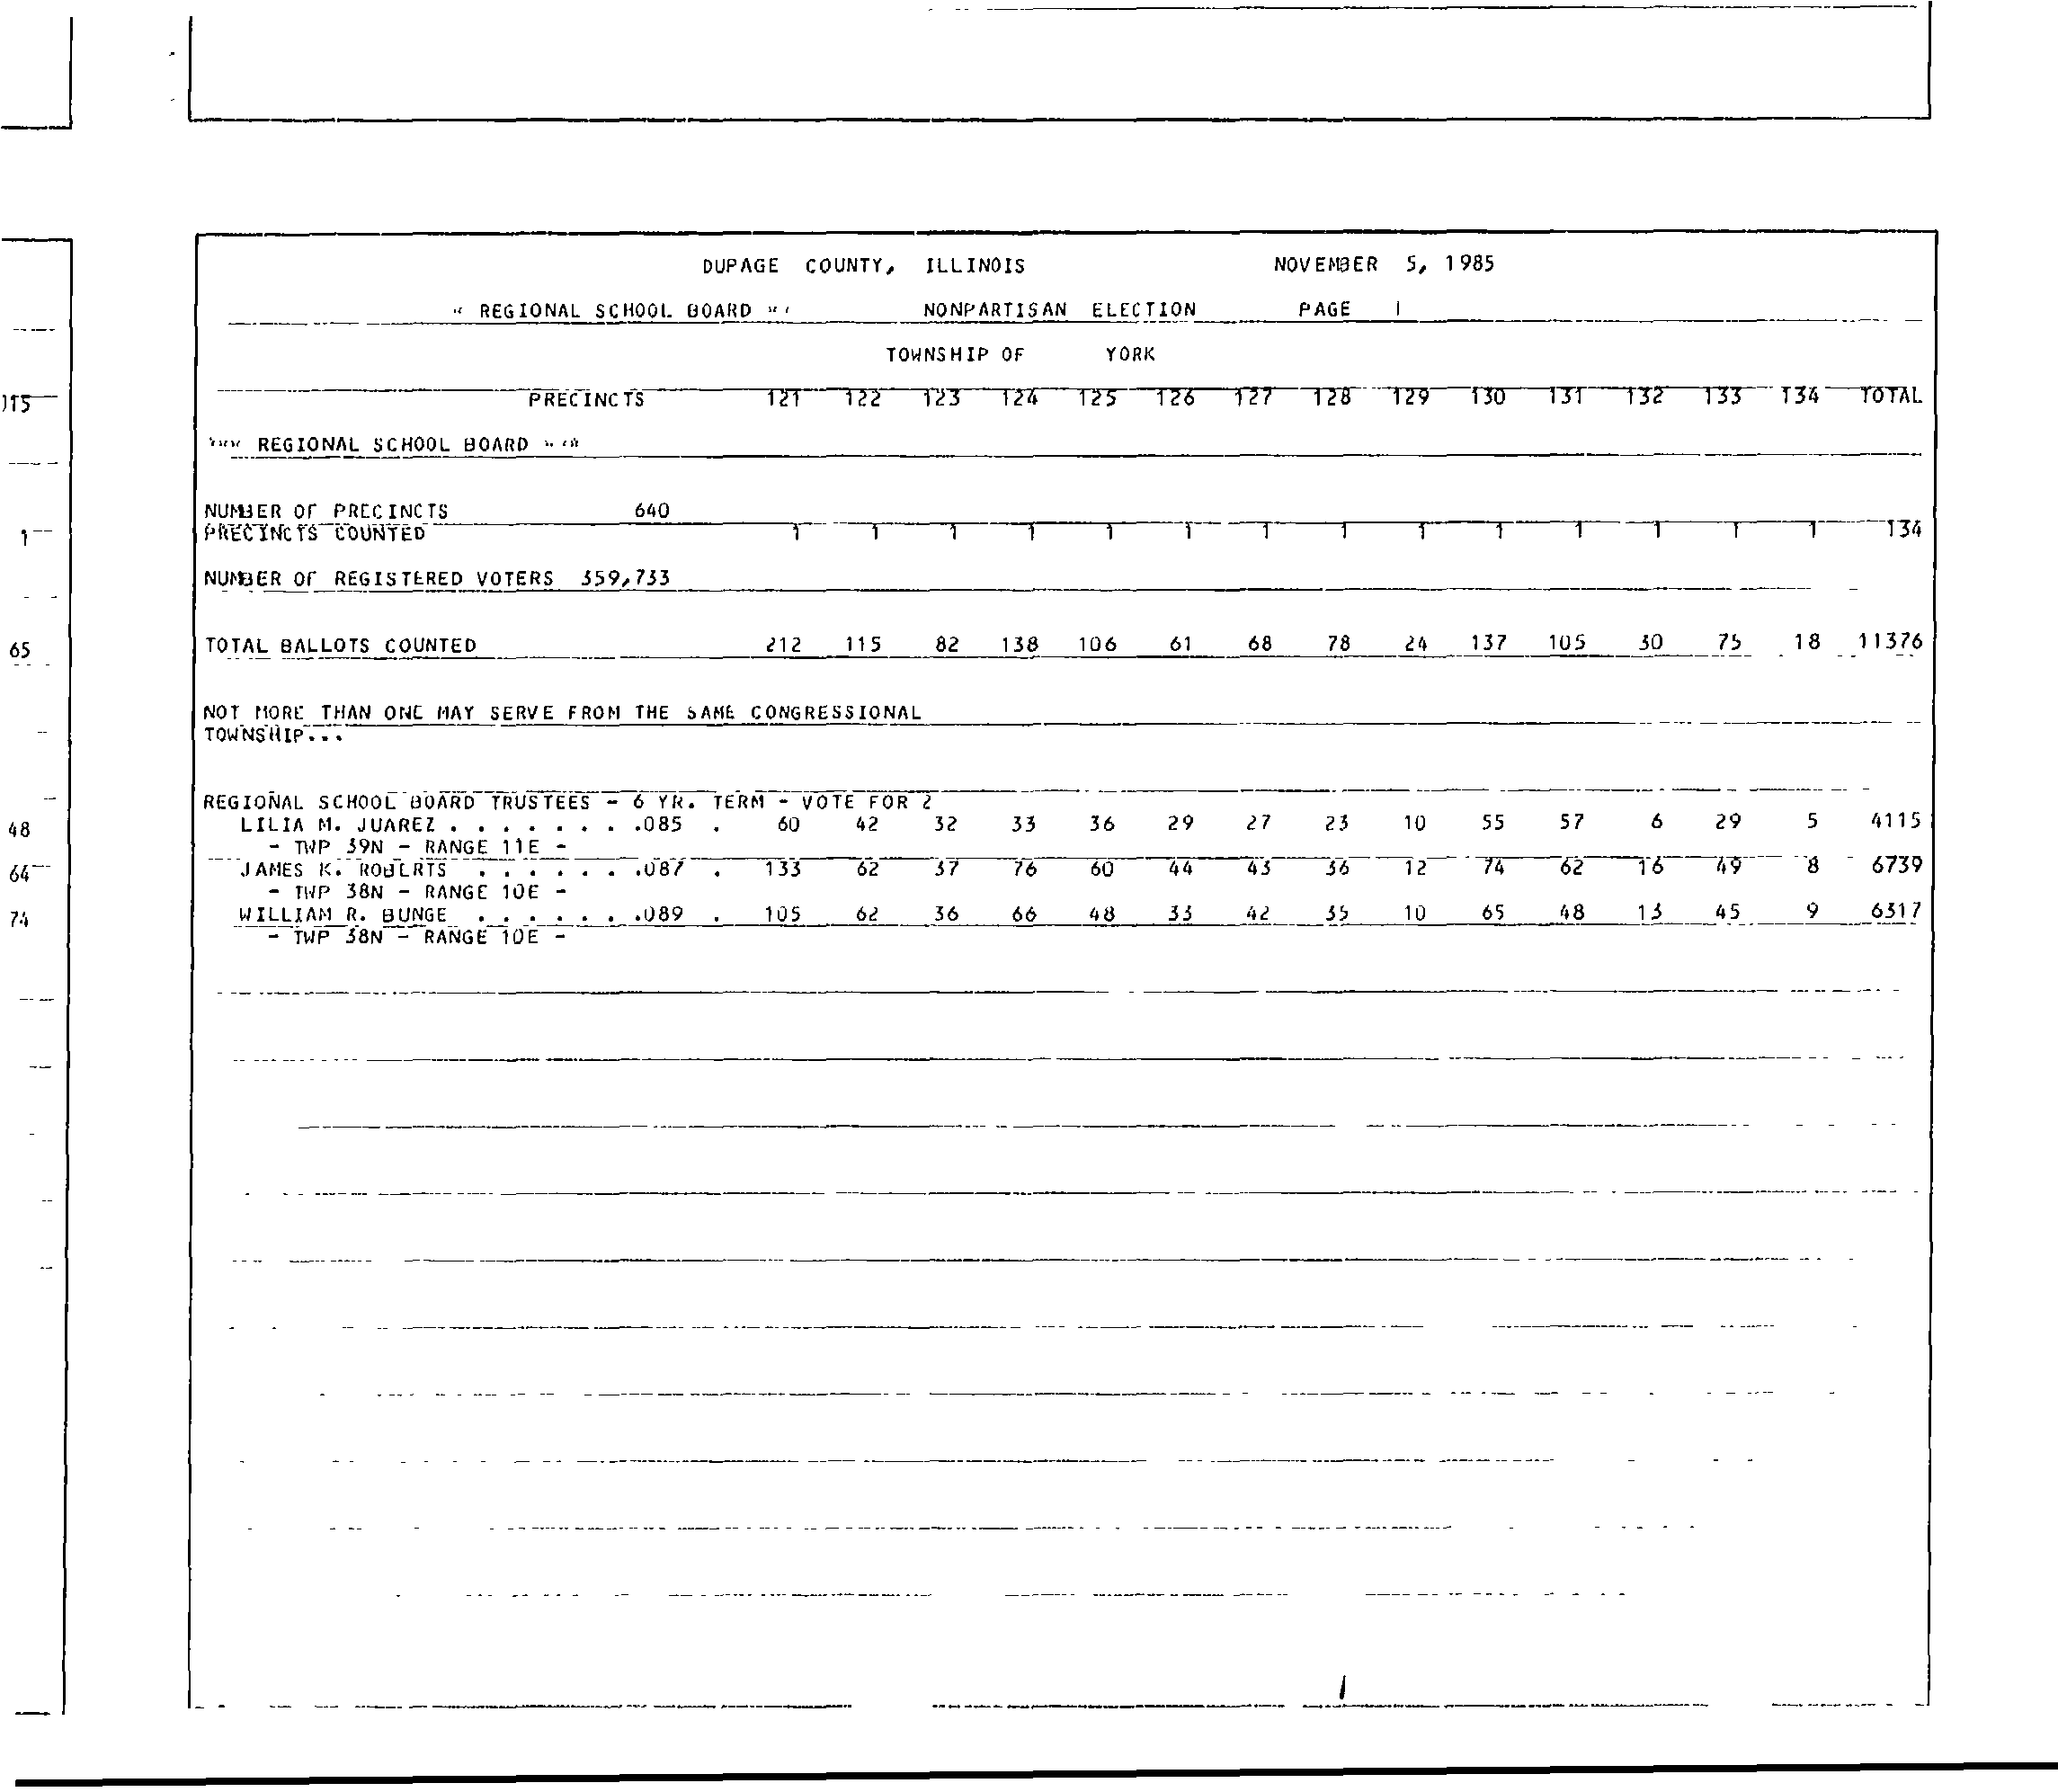 DUPAGE COUNTY, ILLINOIS NOVEMBER 5, 1985
REGIONAL SCHOOL BOARD NONPARTISAN ELECTION PAGE
TOWNSHIP OF YORK
PRECINCTS 121 122 123 124 125 126 127 128 129 130 131 132 133 134 TOTAL
REGIONAL SCHOOL BOARD
NUMBER OF PRECINCTS 640
PRECINCTS COUNTED 1 1 1 1 1 1 1 1 1 1 1 1 1 1 134
NUMBER OF REGISTERED VOTERS 359,733
TOTAL BALLOTS COUNTED 212 115 82 138 106 61 68 78 24 137 105 30 75 18 11376
NOT MORE THAN ONE MAY SERVE FROM THE SAME CONGRESSIONAL
TOWNSHIP...
REGIONAL SCHOOL BOARD TRUSTEES - 6 YR. TERM - VOTE FOR 2
LILIA M. JUAREZ . . . . . . . .085 . 60 42 32 33 36 29 27 23 10 55 57 6 29 5 4115
- TWP 39N - RANGE 11E -
JAMES K. ROBERTS . . . . . . .087 . 133 62 37 76 60 44 43 36 12 74 62 16 49 8 6739
- TWP 38N - RANGE 10E -
WILLIAM R. BUNGE . . . . . . .089 . 105 62 36 66 48 33 42 35 10 65 48 13 45 9 6317
- TWP 38N - RANGE 10E -
1
65
48
64
74